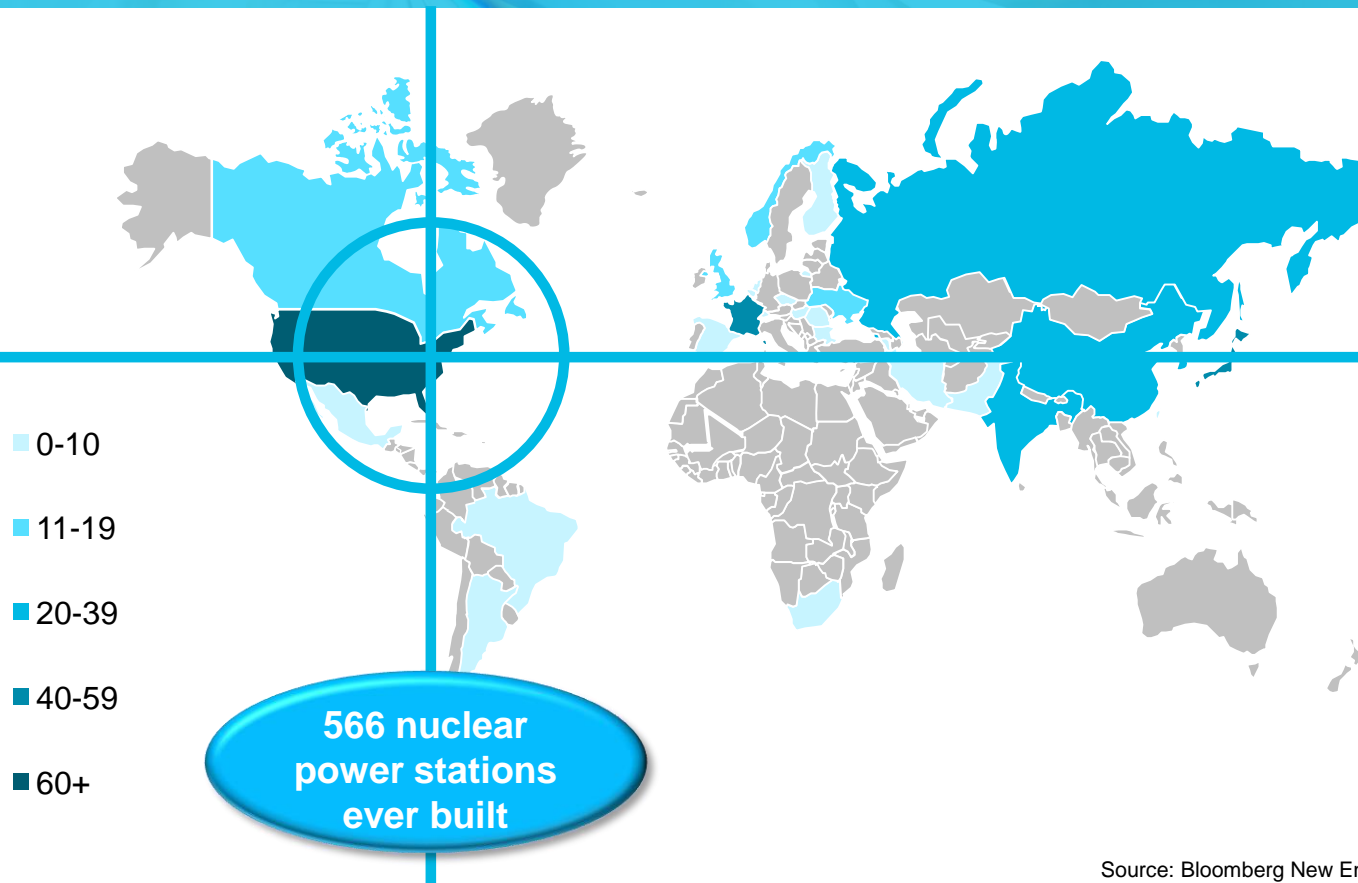 0-10
11-19
20-39
40-59
60+
566 nuclear
power stations
ever built
Source: Bloomberg New